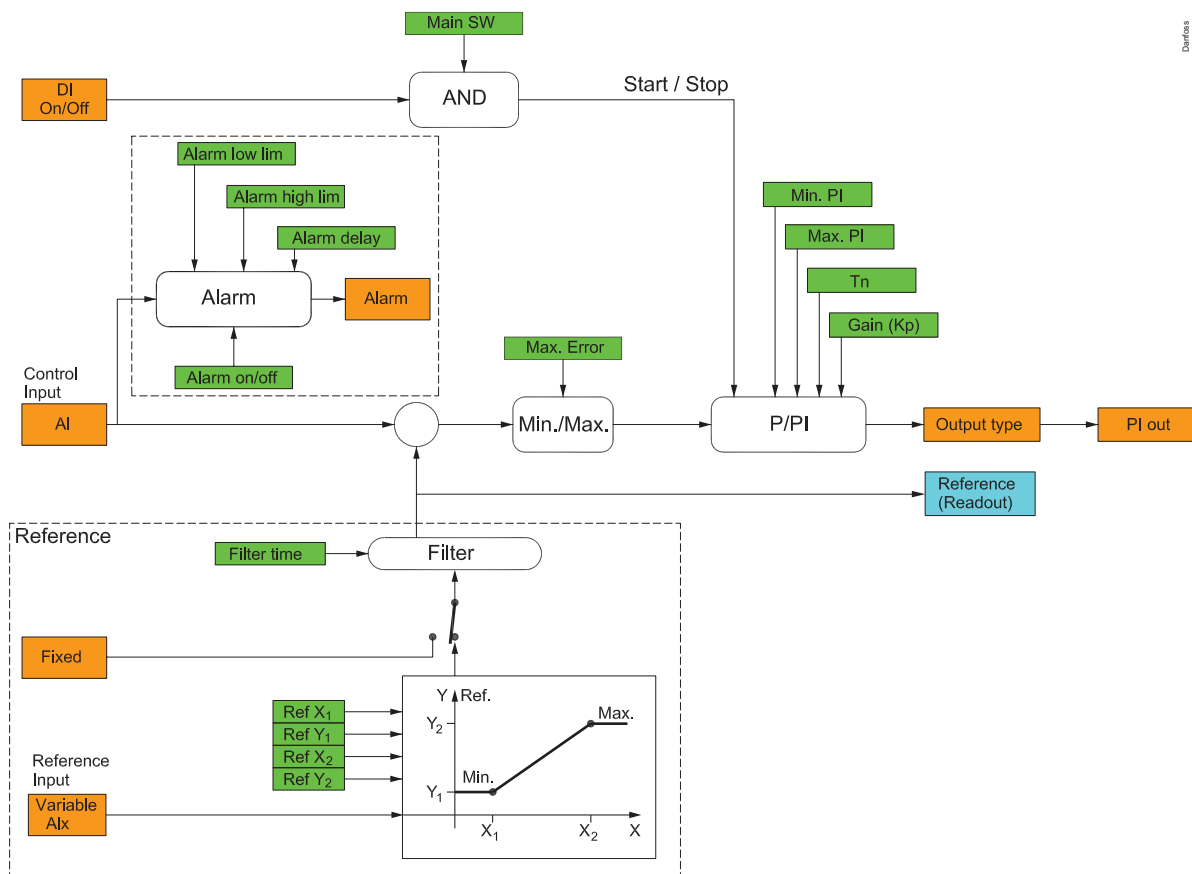 Main SW
Danfoss
DI
On/Off
AND
Start / Stop
Alarm low lim
Alarm high lim
Alarm delay
Alarm
Alarm
Alarm on/off
Min. PI
Max. PI
Tn
Gain (Kp)
Max. Error
Control
Input
AI
Min./Max.
P/PI
Output type
PI out
Reference
(Readout)
Reference
Filter time
Filter
Fixed
Y
Ref.
Ref X1
Ref Y1
Ref X2
Ref Y2
Y2
Max.
Min.
Y1
X1
X2
X
Reference
Input
Variable
AIx